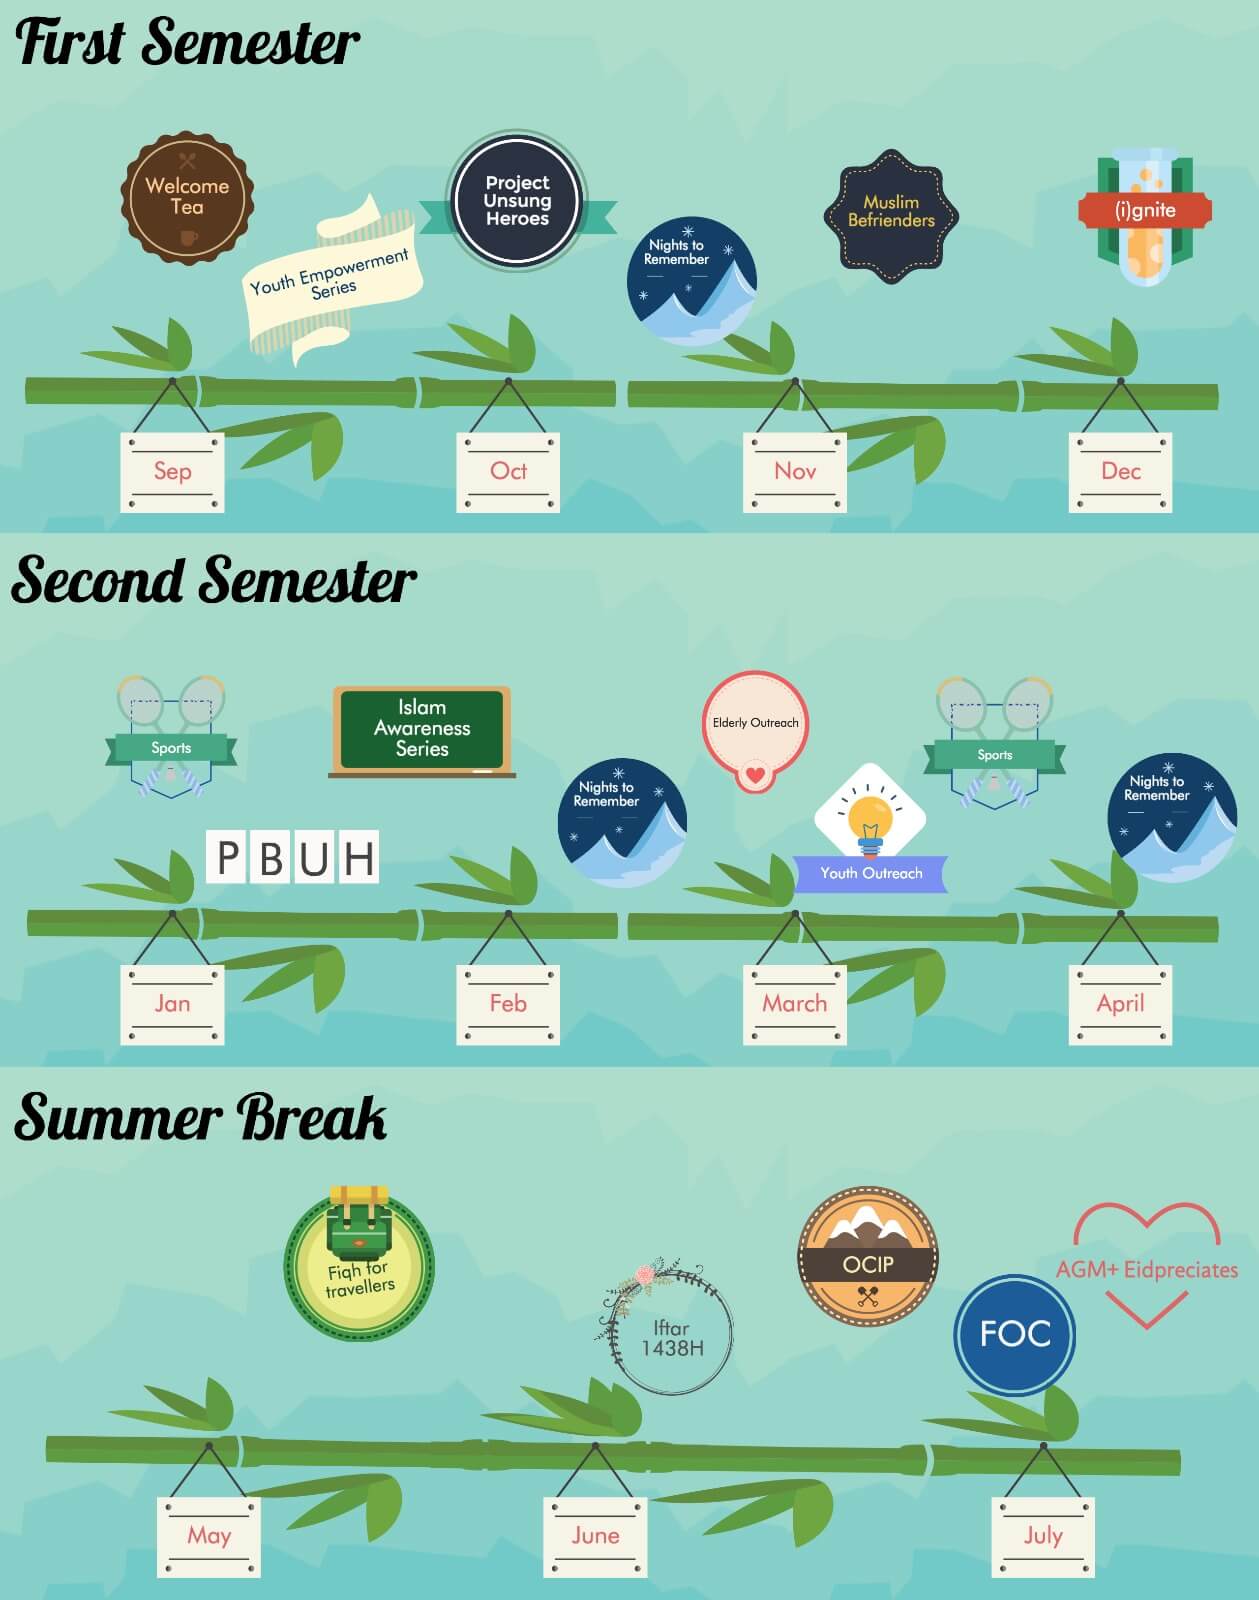 First Semester
Welcome
Tea
Youth Empowerment
Series
Project
Unsung
Heroes
Nights to
Remember
Muslim
Befrienders
(i)gnite
Sep
Oct
Nov
Dec
Second Semester
Sports
PBUH
Islam
Awareness
Series
Nights to
Remember
Elderly Outreach
Youth Outreach
Sports
Nights to
Remember
Jan
Feb
March
April
Summer Break
Fiqh for
travellers
Iftar
1438H
OCIP
FOC
AGM+ Eidpreciates
May
June
July